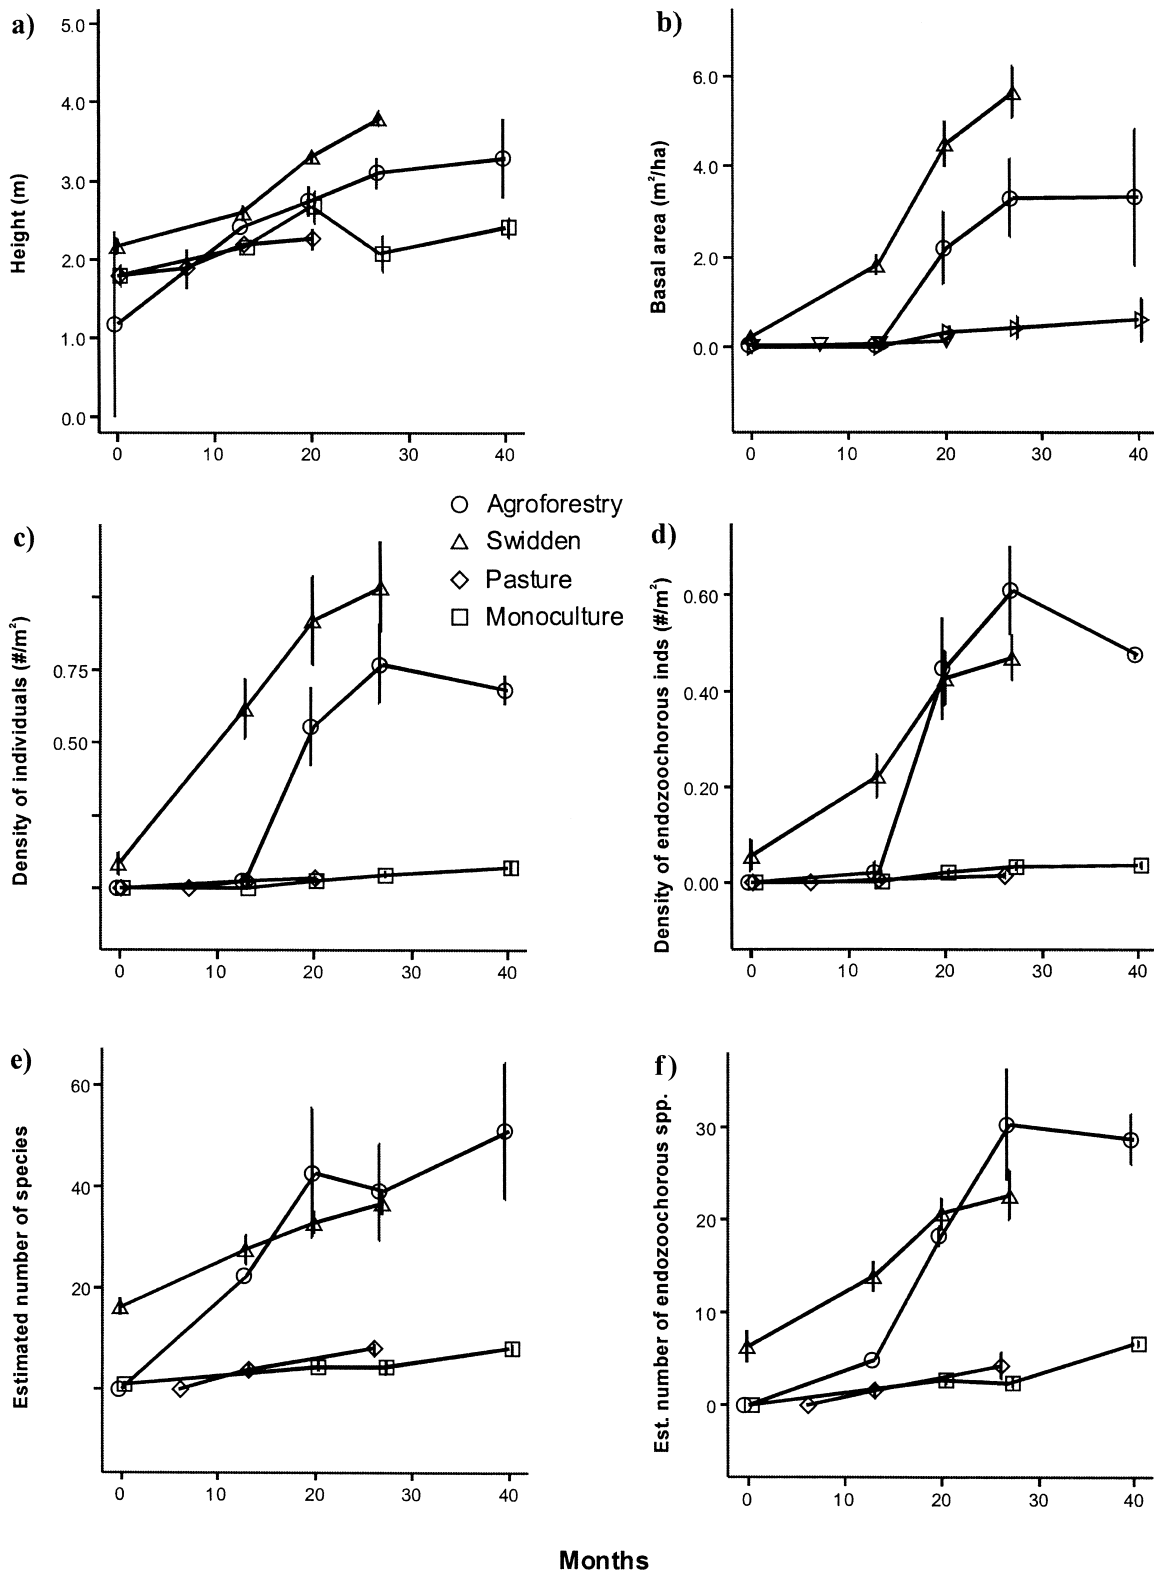 a)
5.0
4.0
3.0
2.0
1.0
0.0
Height (m)
0 10 20 30 40
b)
6.0
4.0
2.0
0.0
Basal area (m²/ha)
0 10 20 30 40
Agroforestry
Swidden
Pasture
Monoculture
c)
0.75
0.50
Density of individuals (#/m²)
0 10 20 30 40
d)
0.60
0.40
0.20
0.00
Density of endozoochorous inds (#/m²)
0 10 20 30 40
e)
60
40
20
Estimated number of species
0 10 20 30 40
f)
30
20
10
0
Est. number of endozoochorous spp.
0 10 20 30 40
Months